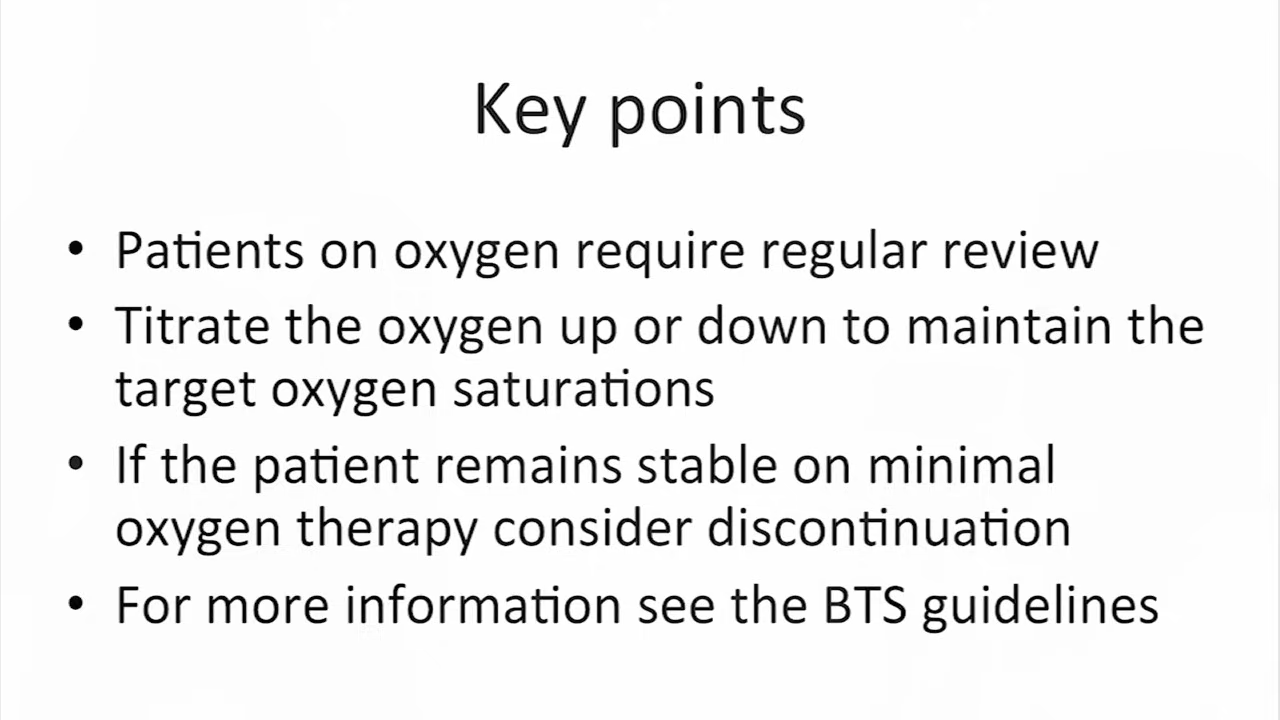 Key points
• Patients on oxygen require regular review
• Titrate the oxygen up or down to maintain the
target oxygen saturations
• If the patient remains stable on minimal
oxygen therapy consider discontinuation
• For more information see the BTS guidelines